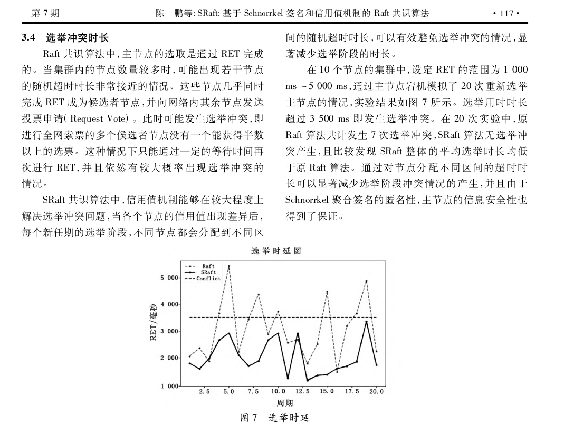 第7期
陈 鹏等: SRaft: 基于 Schnorrkel 签名和信用值机制的 Raft 共识算法
·117·
3.4 选举冲突时长
Raft 共识算法中,主节点的选取是通过 RET 完成
的。当集群内的节点数量较多时,可能出现若干节点
的随机超时时长非常接近的情况。这些节点几乎同时
完成 RET 成为候选者节点,并向网络内其余节点发送
投票申请( Request Vote) 。此时可能发生选举冲突,即
进行全网索票的多个候选者节点没有一个能获得半数
以上的选票。这种情况下只能通过一定的等待时间再
次进行 RET,并且依然有较大概率出现选举冲突的
情况。
SRaft 共识算法中,信用值机制能够在较大程度上
解决选举冲突问题,当各个节点的信用值出现差异后,
每个新任期的选举阶段,不同节点都会分配到不同区
间的随机超时时长,可以有效避免选举冲突的情况,显
著减少选举阶段的时长。
在 10 个节点的集群中,设定 RET 的范围为 1 000
ms ~5 000 ms,通过主节点宕机模拟了 20 次重新选举
主节点的情况,实验结果如图 7 所示。选举用时时长
超过 3 500 ms 即发生选举冲突。在 20 次实验中,原
Raft 算法共计发生 7 次选举冲突,SRaft 算法无选举冲
突产生,且比较发现 SRaft 整体的平均选举时长均低
于原 Raft 算法。通过对节点分配不同区间的超时时
长可以显著减少选举阶段冲突情况的产生,并且由于
Schnorrkel 聚合签名的匿名性,主节点的信息安全性也
得到了保证。
选举时延图
Raft
SRaft
Conflict
5 000
4 000
3 000
2 000
1 000
RET/毫秒
2.5 5.0 7.5 10.0 12.5 15.0 17.5 20.0
周期
图 7 选举时延